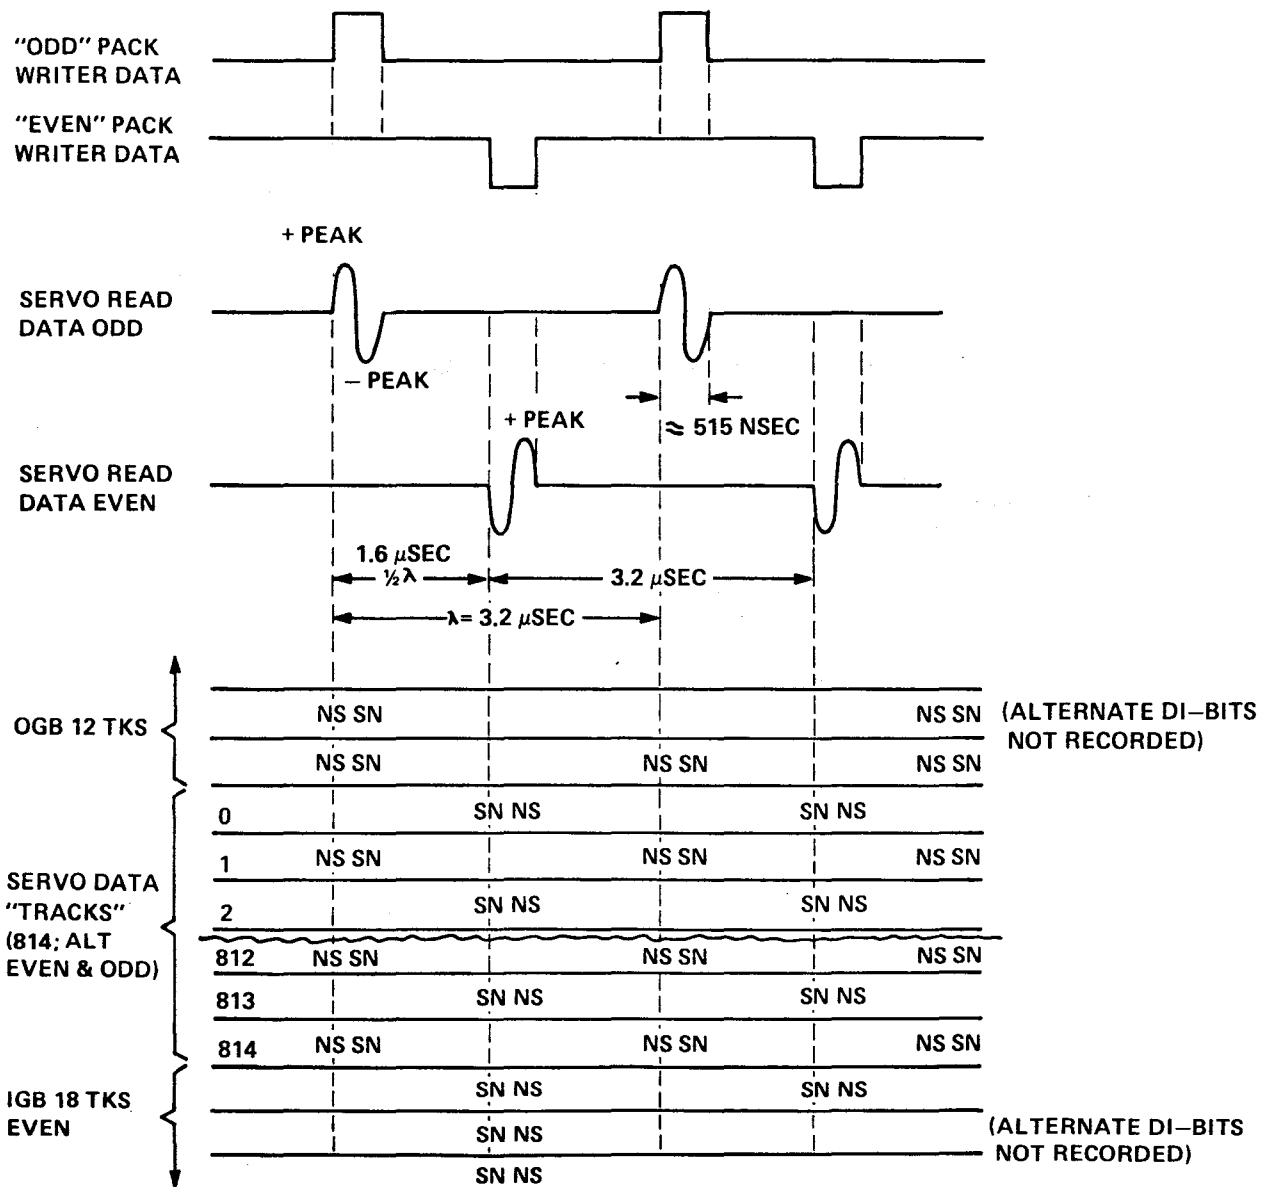 "ODD" PACK
WRITER DATA
"EVEN" PACK
WRITER DATA
+ PEAK
SERVO READ
DATA ODD
− PEAK
≈ 515 NSEC
+ PEAK
SERVO READ
DATA EVEN
1.6 μSEC
½λ
3.2 μSEC
λ= 3.2 μSEC
OGB 12 TKS
NS SN NS SN (ALTERNATE DI–BITS
NOT RECORDED)
NS SN NS SN NS SN
0 SN NS SN NS
1 NS SN NS SN NS SN
SERVO DATA
"TRACKS"
(814; ALT
EVEN & ODD)
2 SN NS SN NS
812 NS SN NS SN NS SN
813 SN NS SN NS
814 NS SN NS SN NS SN
IGB 18 TKS
EVEN
SN NS SN NS
SN NS (ALTERNATE DI–BITS
NOT RECORDED)
SN NS